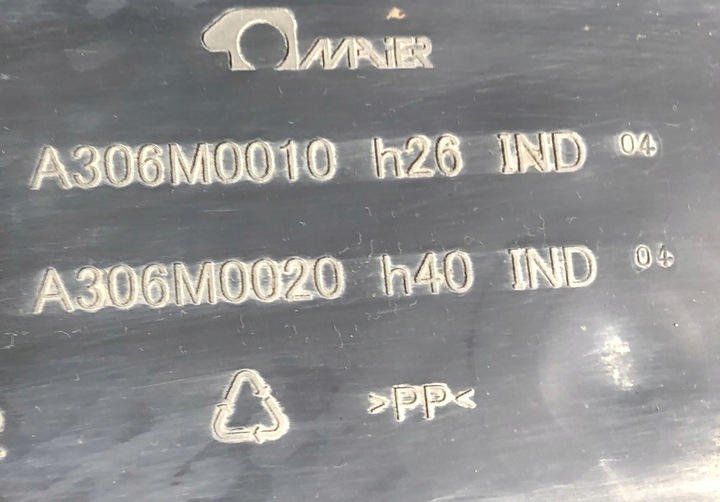 MAiER
A306M0010 h26 IND 04
A306M0020 h40 IND 04
>PP<